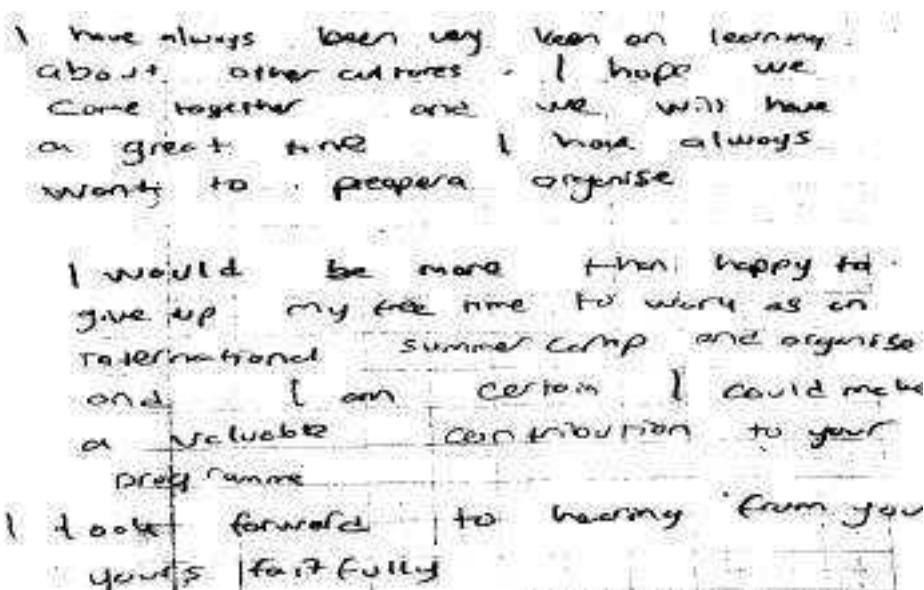 I have always been very keen on learning
about other cultures. I hope we
come together and we will have
a great time I have always
want to preapera organise
I would be more than happy to
give up my free time to work as an
International summer camp and organise
and I am certain I could make
a valuable contribution to your
programme
I look forward to hearing from you
yours faithfully